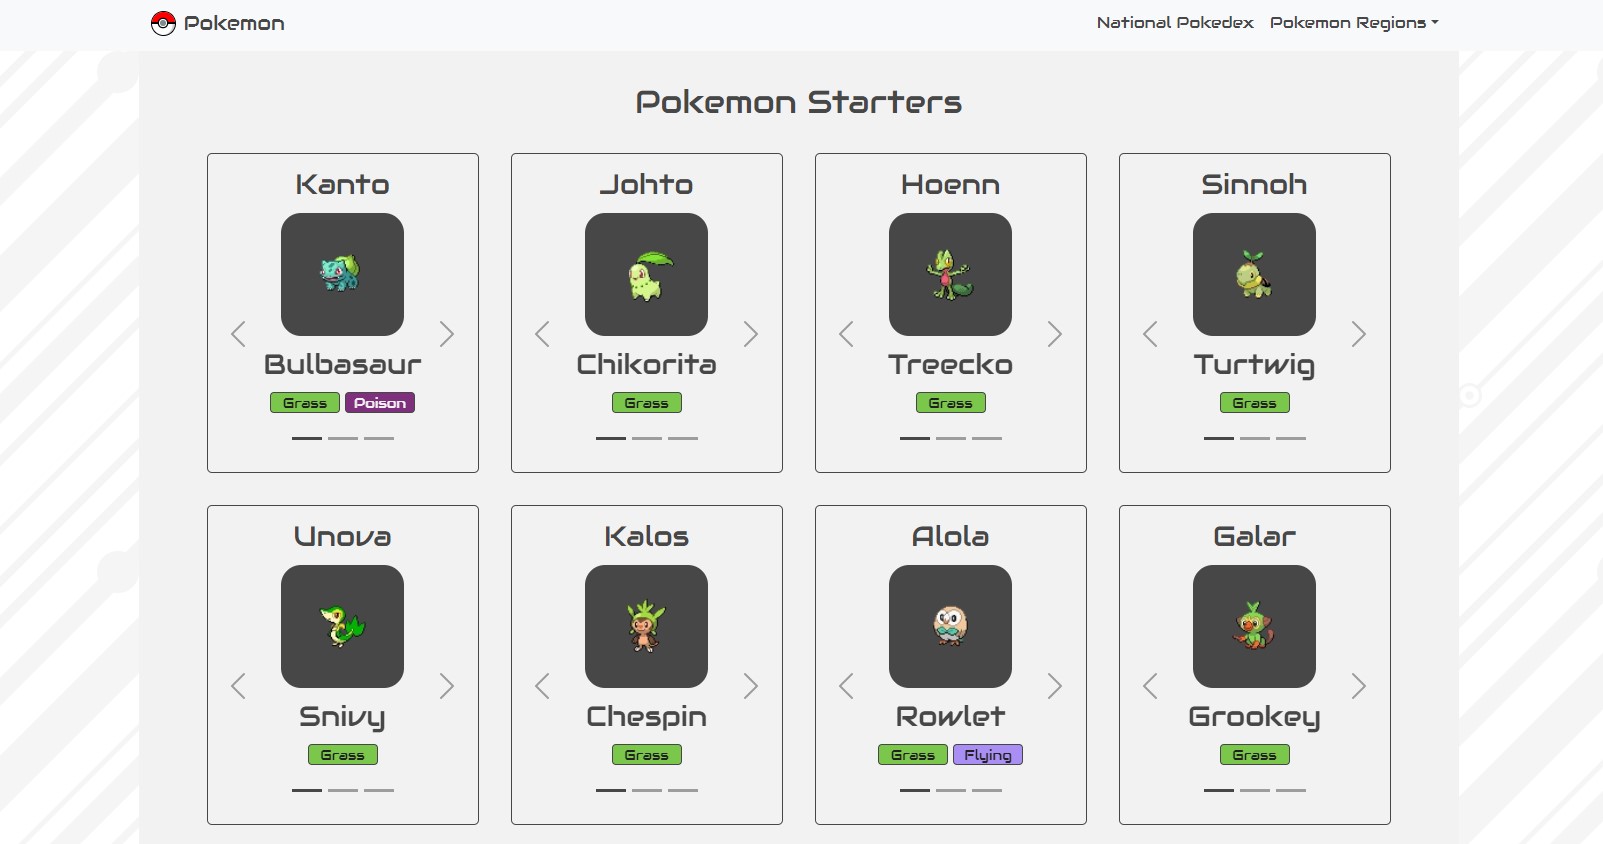 Pokemon
National Pokedex
Pokemon Regions
Pokemon Starters
Kanto
Bulbasaur
Grass
Poison
Johto
Chikorita
Grass
Hoenn
Treecko
Grass
Sinnoh
Turtwig
Grass
Unova
Snivy
Grass
Kalos
Chespin
Grass
Alola
Rowlet
Grass
Flying
Galar
Grookey
Grass